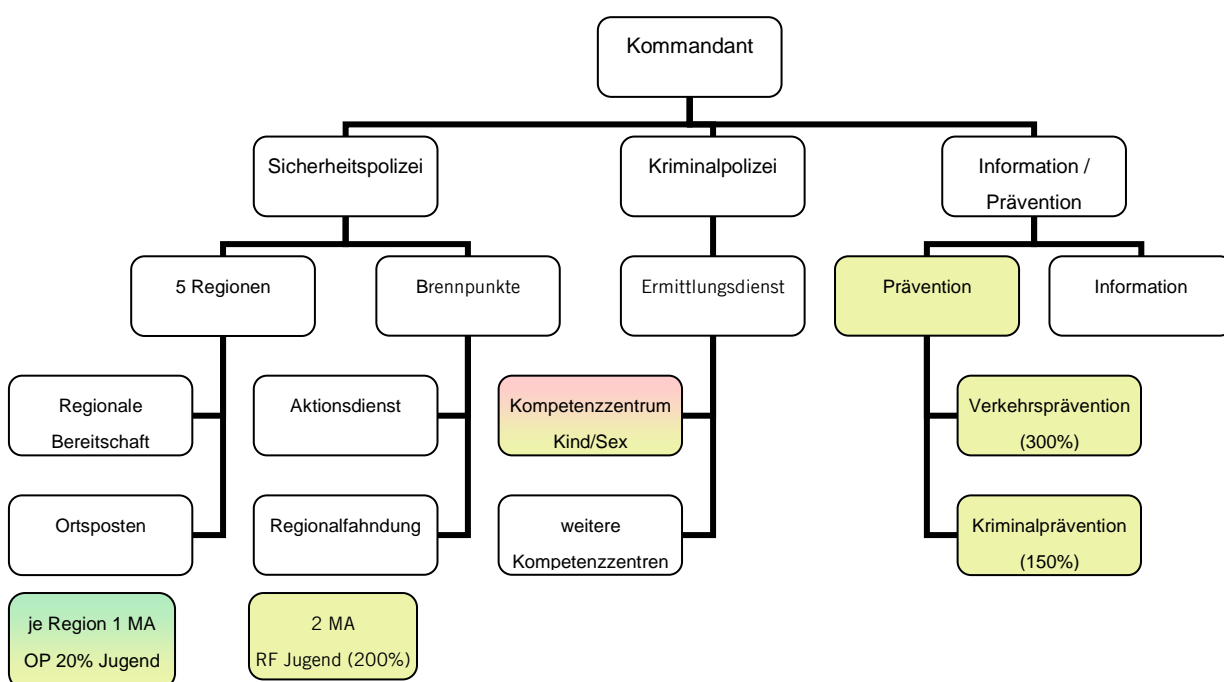 Kommandant
Sicherheitspolizei
Kriminalpolizei
Information /
Prävention
5 Regionen
Brennpunkte
Ermittlungsdienst
Prävention
Information
Regionale
Bereitschaft
Aktionsdienst
Kompetenzzentrum
Kind/Sex
Verkehrsprävention
(300%)
Ortsposten
Regionalfahndung
weitere
Kompetenzzentren
Kriminalprävention
(150%)
je Region 1 MA
OP 20% Jugend
2 MA
RF Jugend (200%)